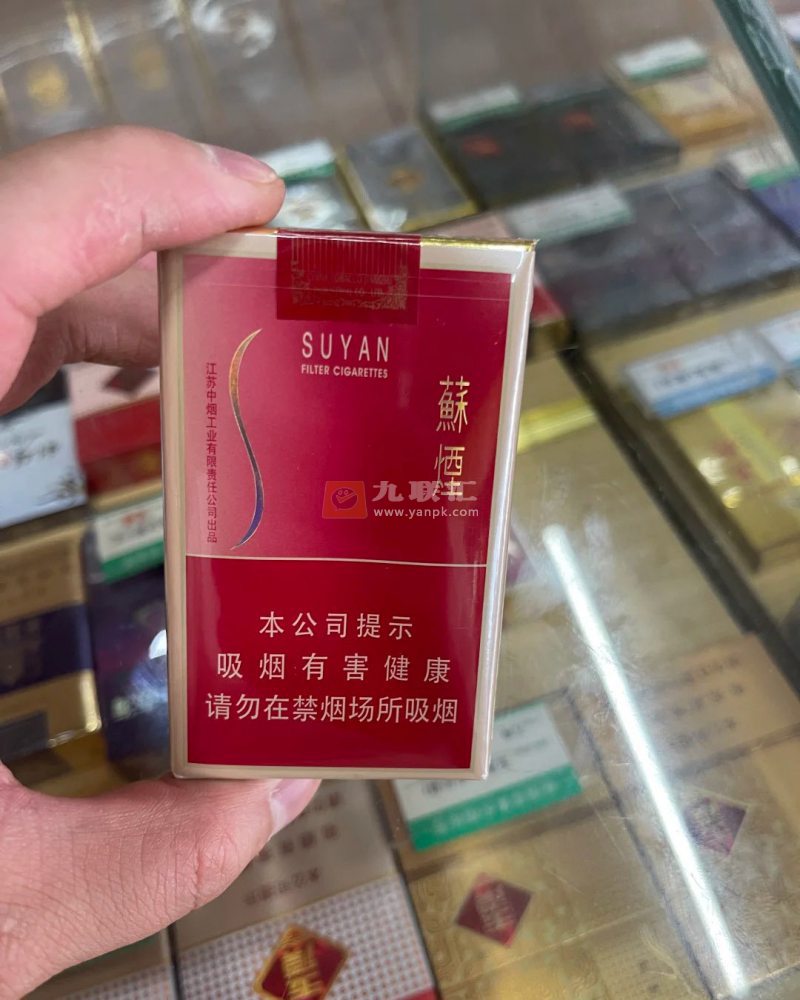 SUYAN
FILTER CIGARETTES
蘇煙
江苏中烟工业有限责任公司出品
九联汇
www.yanpk.com
本公司提示
吸烟有害健康
请勿在禁烟场所吸烟